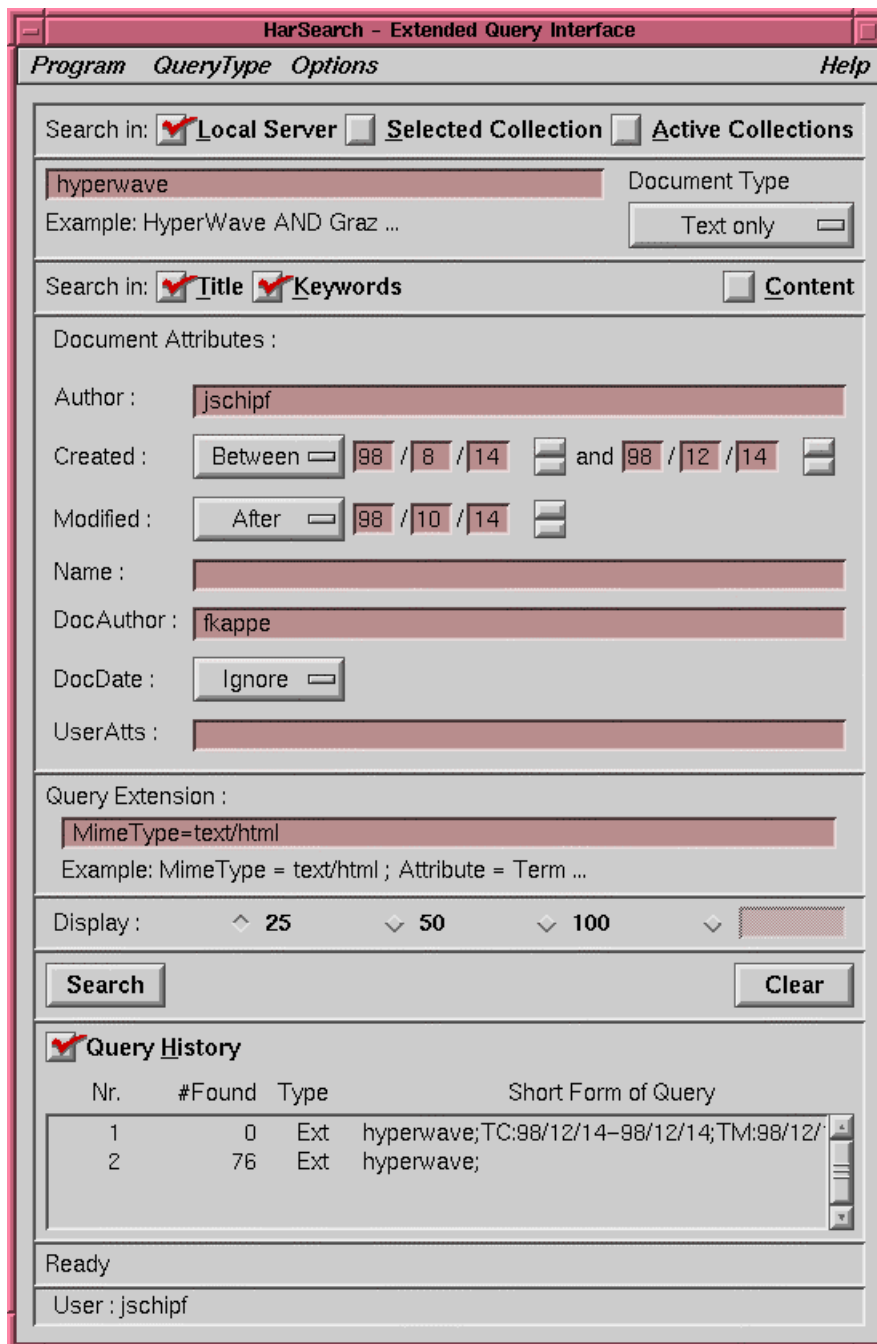 HarSearch - Extended Query Interface
Program QueryType Options Help
Search in: Local Server Selected Collection Active Collections
hyperwave Document Type
Example: HyperWave AND Graz ... Text only
Search in: Title Keywords Content
Document Attributes :
Author : jschipf
Created : Between 98 / 8 / 14 and 98 / 12 / 14
Modified : After 98 / 10 / 14
Name :
DocAuthor : fkappe
DocDate : Ignore
UserAtts :
Query Extension :
MimeType=text/html
Example: MimeType = text/html ; Attribute = Term ...
Display : 25 50 100
Search Clear
Query History
Nr. #Found Type Short Form of Query
1 0 Ext hyperwave;TC:98/12/14–98/12/14;TM:98/12/
2 76 Ext hyperwave;
Ready
User : jschipf